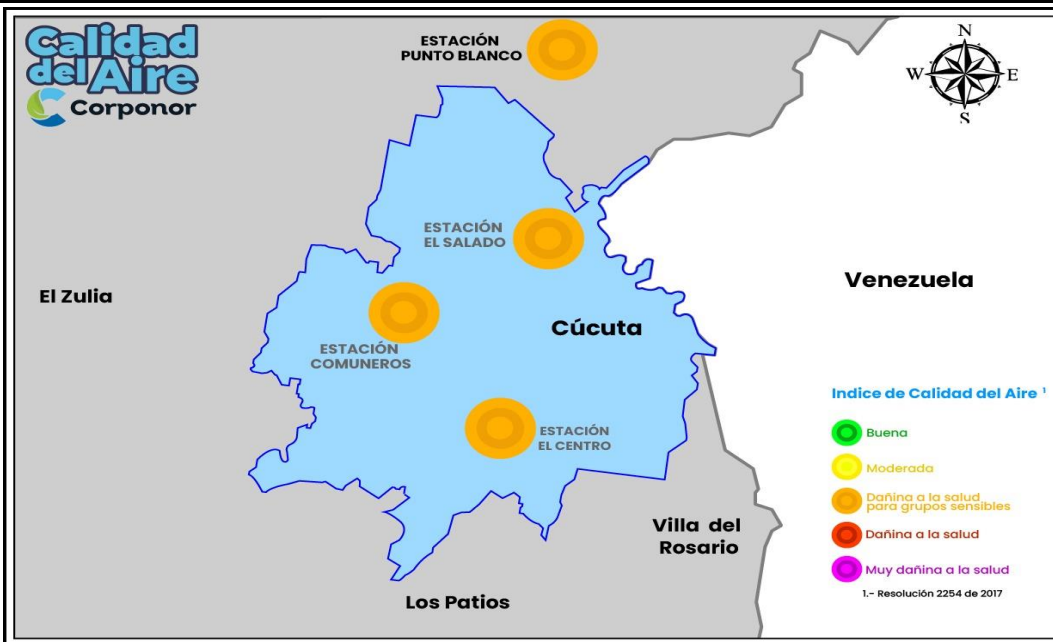 Calidad
del Aire
Corponor
ESTACIÓN
PUNTO BLANCO
N
W E
S
ESTACIÓN
EL SALADO
El Zulia
Venezuela
Cúcuta
ESTACIÓN
COMUNEROS
ESTACIÓN
EL CENTRO
Indice de Calidad del Aire ¹
Buena
Moderada
Dañina a la salud
para grupos sensibles
Dañina a la salud
Muy dañina a la salud
1.- Resolución 2254 de 2017
Villa del
Rosario
Los Patios